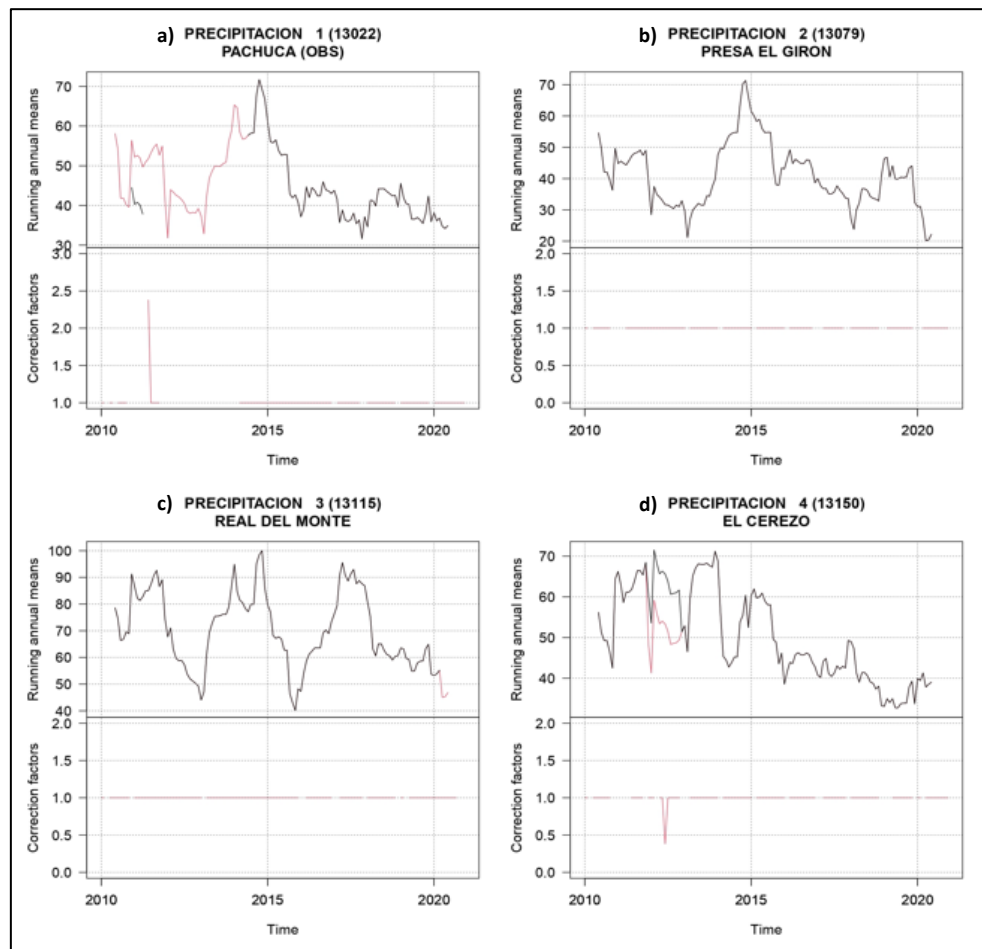 a) PRECIPITACION 1 (13022)
PACHUCA (OBS)
Running annual means
70
60
50
40
30
Correction factors
3.0
2.5
2.0
1.5
1.0
2010 2015 2020
Time
b) PRECIPITACION 2 (13079)
PRESA EL GIRON
Running annual means
70
60
50
40
30
20
Correction factors
2.0
1.5
1.0
0.5
0.0
2010 2015 2020
Time
c) PRECIPITACION 3 (13115)
REAL DEL MONTE
Running annual means
100
90
80
70
60
50
40
Correction factors
2.0
1.5
1.0
0.5
0.0
2010 2015 2020
Time
d) PRECIPITACION 4 (13150)
EL CEREZO
Running annual means
70
60
50
40
Correction factors
2.0
1.5
1.0
0.5
0.0
2010 2015 2020
Time